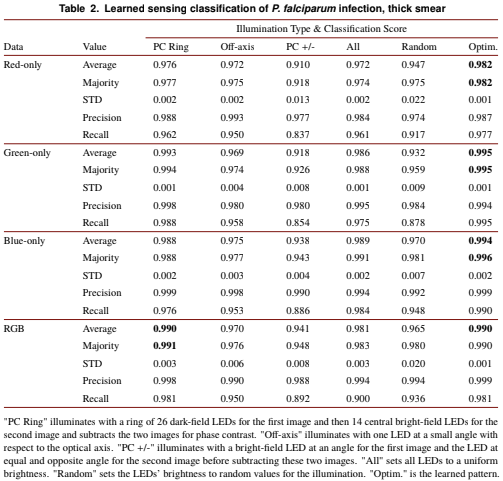 Table 2. Learned sensing classification of P. falciparum infection, thick smear
Illumination Type & Classification Score
Data Value PC Ring Off-axis PC +/- All Random Optim.
Red-only Average 0.976 0.972 0.910 0.972 0.947 0.982
Majority 0.977 0.975 0.918 0.974 0.975 0.982
STD 0.002 0.002 0.013 0.002 0.022 0.001
Precision 0.988 0.993 0.977 0.984 0.974 0.987
Recall 0.962 0.950 0.837 0.961 0.917 0.977
Green-only Average 0.993 0.969 0.918 0.986 0.932 0.995
Majority 0.994 0.974 0.926 0.988 0.959 0.995
STD 0.001 0.004 0.008 0.001 0.009 0.001
Precision 0.998 0.980 0.980 0.995 0.984 0.994
Recall 0.988 0.958 0.854 0.975 0.878 0.995
Blue-only Average 0.988 0.975 0.938 0.989 0.970 0.994
Majority 0.988 0.977 0.943 0.991 0.981 0.996
STD 0.002 0.003 0.004 0.002 0.007 0.002
Precision 0.999 0.998 0.990 0.994 0.992 0.999
Recall 0.976 0.953 0.886 0.984 0.948 0.990
RGB Average 0.990 0.970 0.941 0.981 0.965 0.990
Majority 0.991 0.976 0.948 0.983 0.980 0.990
STD 0.003 0.006 0.008 0.003 0.020 0.001
Precision 0.998 0.990 0.988 0.994 0.994 0.999
Recall 0.981 0.950 0.892 0.900 0.936 0.981
"PC Ring" illuminates with a ring of 26 dark-field LEDs for the first image and then 14 central bright-field LEDs for the
second image and subtracts the two images for phase contrast. "Off-axis" illuminates with one LED at a small angle with
respect to the optical axis. "PC +/-" illuminates with a bright-field LED at an angle for the first image and the LED at
equal and opposite angle for the second image before subtracting these two images. "All" sets all LEDs to a uniform
brightness. "Random" sets the LEDs' brightness to random values for the illumination. "Optim." is the learned pattern.